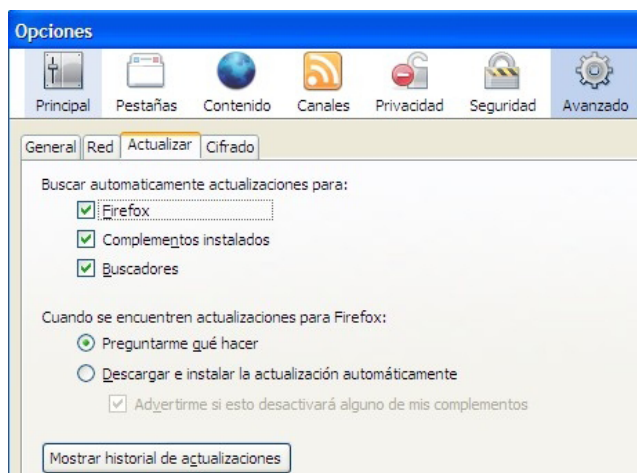 Opciones
Principal Pestañas Contenido Canales Privacidad Seguridad Avanzado
General Red Actualizar Cifrado
Buscar automaticamente actualizaciones para:
Firefox
Complementos instalados
Buscadores
Cuando se encuentren actualizaciones para Firefox:
Preguntarme qué hacer
Descargar e instalar la actualización automáticamente
Advertirme si esto desactivará alguno de mis complementos
Mostrar historial de actualizaciones